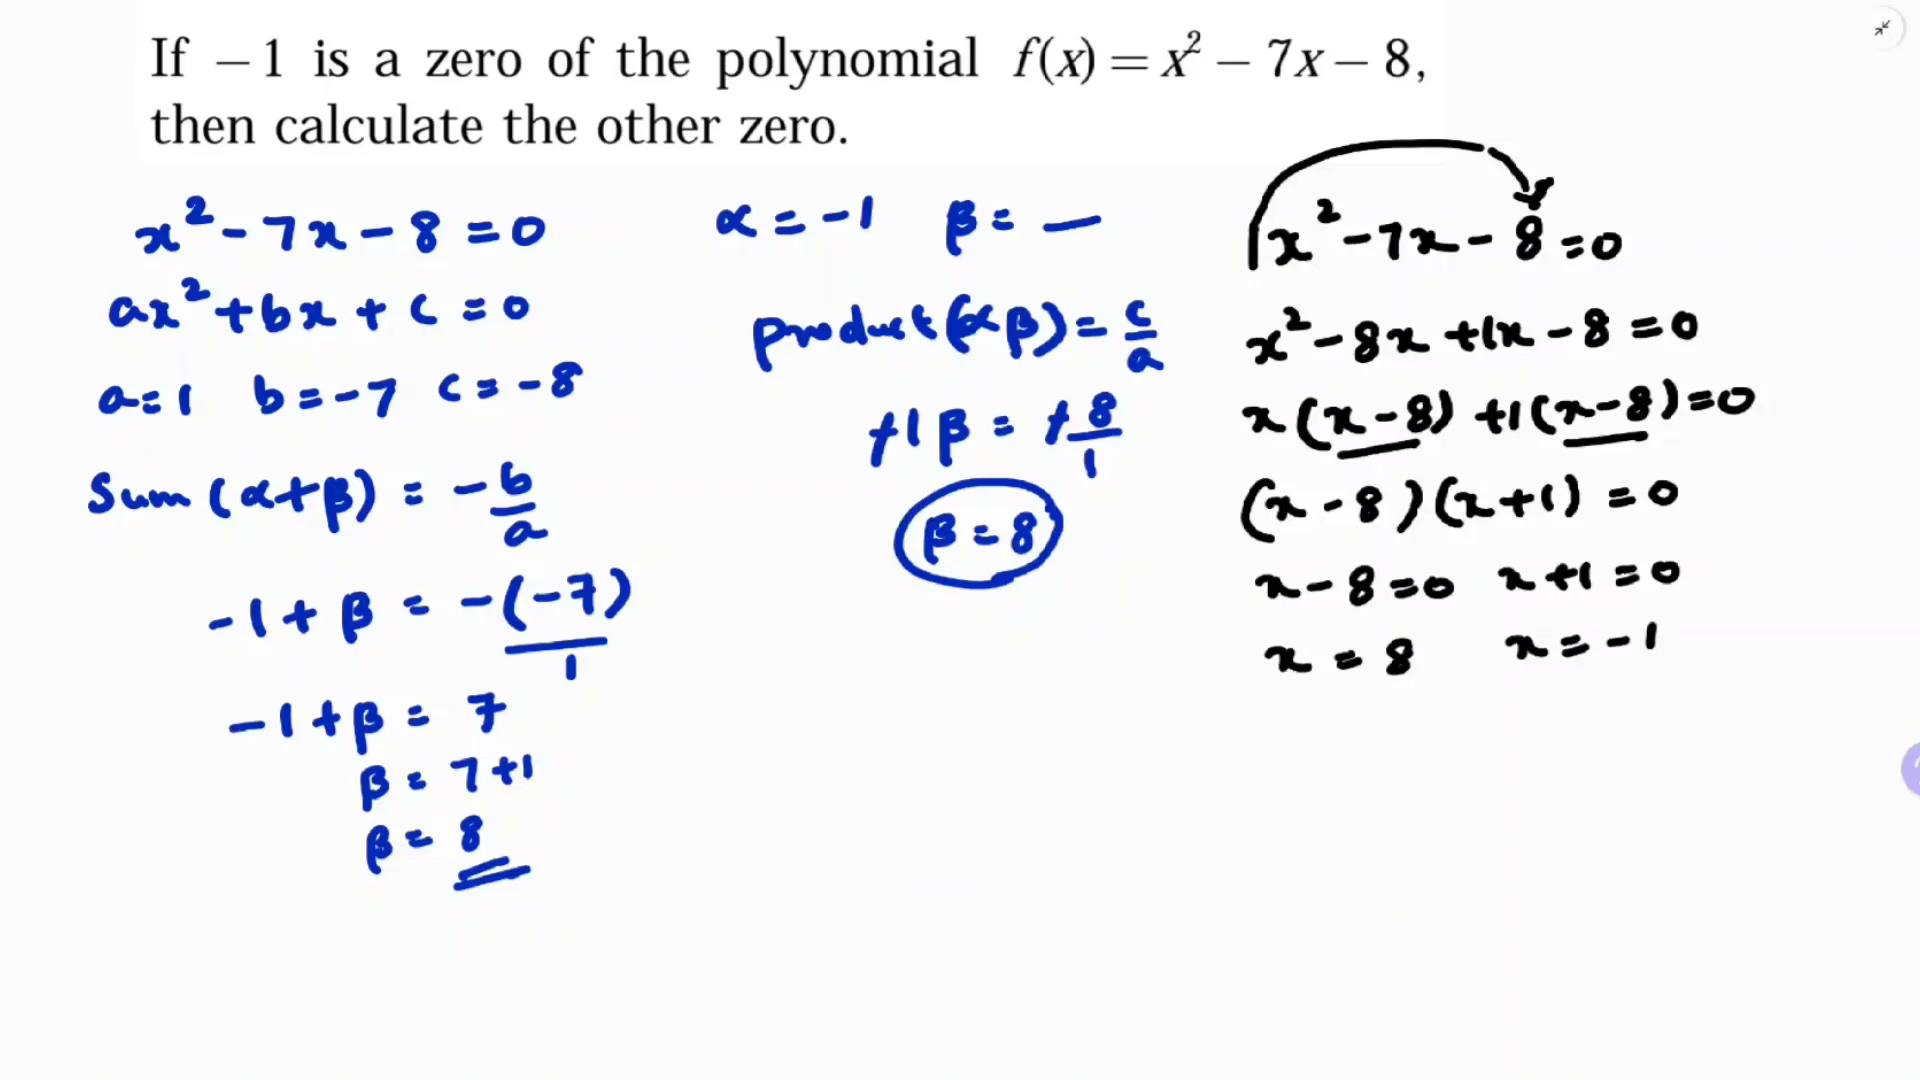 If −1 is a zero of the polynomial f(x) = x² − 7x − 8,
then calculate the other zero.
x² - 7x - 8 = 0
ax² + bx + c = 0
a = 1 b = -7 c = -8
Sum (α+β) = -b/a
-1 + β = -(-7)/1
-1 + β = 7
β = 7+1
β = 8
α = -1 β = —
product (αβ) = c/a
+1 β = +8/1
β = 8
1x² - 7x - 8 = 0
x² - 8x + 1x - 8 = 0
x(x-8) + 1(x-8) = 0
(x-8)(x+1) = 0
x - 8 = 0 x + 1 = 0
x = 8 x = -1